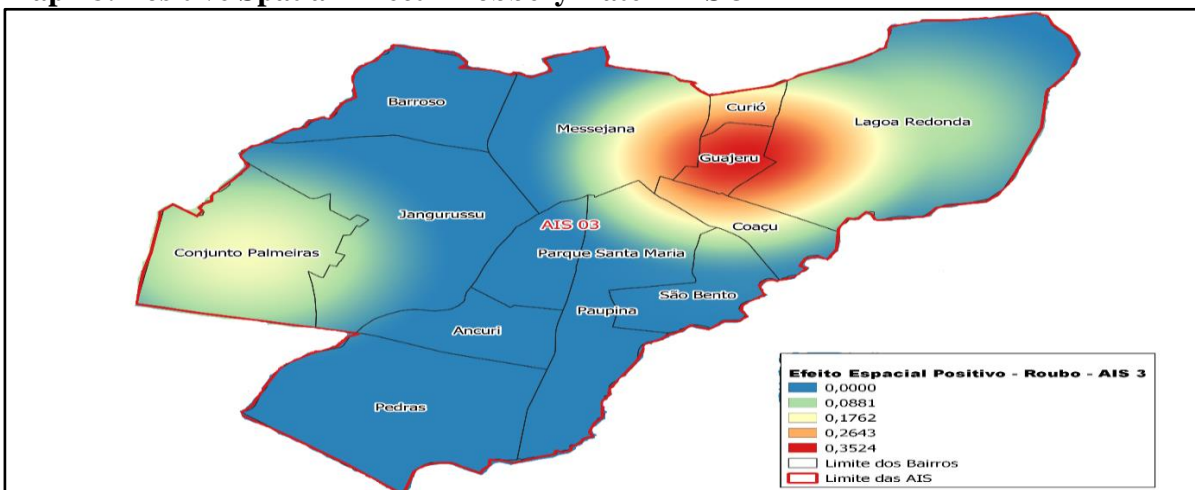 Barroso
Curió
Messejana
Lagoa Redonda
Guajeru
Jangurussu
AIS 03
Coaçu
Conjunto Palmeiras
Parque Santa Maria
São Bento
Paupina
Ancuri
Pedras
Efeito Espacial Positivo - Roubo - AIS 3
0,0000
0,0881
0,1762
0,2643
0,3524
Limite dos Bairros
Limite das AIS